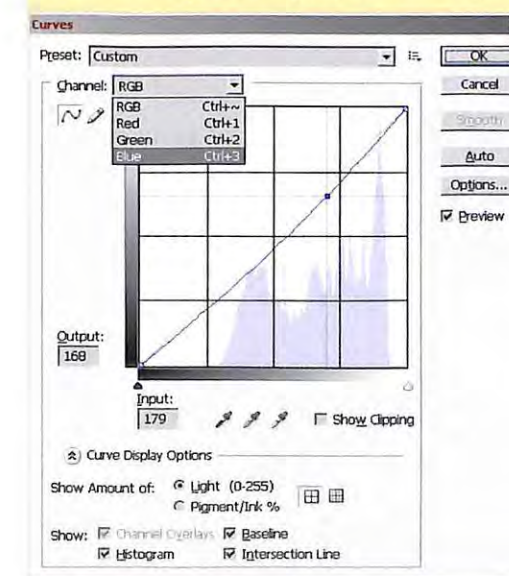 Curves
Preset: Custom
OK
Channel: RGB
Cancel
RGB Ctrl+~
Red Ctrl+1
Green Ctrl+2
Blue Ctrl+3
Smooth
Auto
Options...
Preview
Output:
168
Input:
179
Show Clipping
Curve Display Options
Show Amount of: Light (0-255)
Pigment/Ink %
Show: Channel Overlays Baseline
Histogram Intersection Line